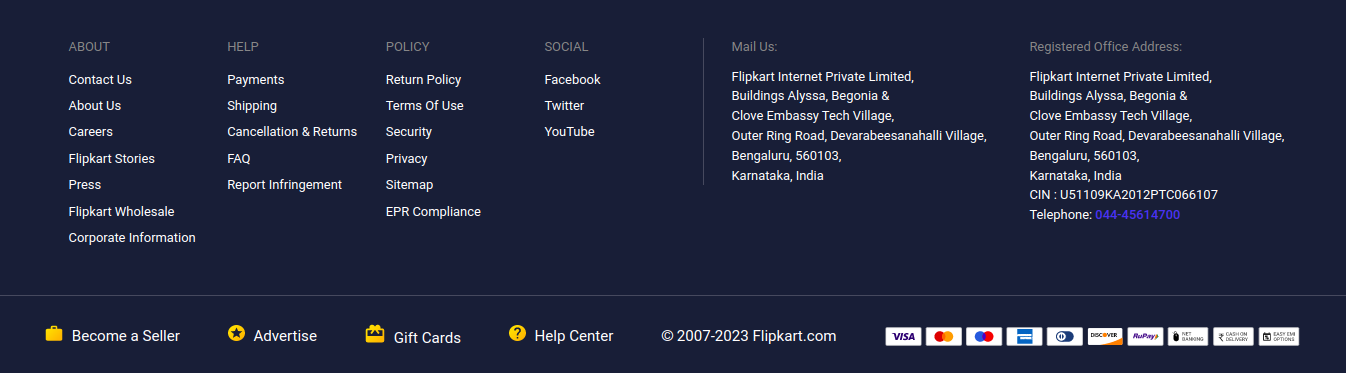 ABOUT
Contact Us
About Us
Careers
Flipkart Stories
Press
Flipkart Wholesale
Corporate Information
HELP
Payments
Shipping
Cancellation & Returns
FAQ
Report Infringement
POLICY
Return Policy
Terms Of Use
Security
Privacy
Sitemap
EPR Compliance
SOCIAL
Facebook
Twitter
YouTube
Mail Us:
Flipkart Internet Private Limited,
Buildings Alyssa, Begonia &
Clove Embassy Tech Village,
Outer Ring Road, Devarabeesanahalli Village,
Bengaluru, 560103,
Karnataka, India
Registered Office Address:
Flipkart Internet Private Limited,
Buildings Alyssa, Begonia &
Clove Embassy Tech Village,
Outer Ring Road, Devarabeesanahalli Village,
Bengaluru, 560103,
Karnataka, India
CIN : U51109KA2012PTC066107
Telephone: 044-45614700
Become a Seller
Advertise
Gift Cards
Help Center
© 2007-2023 Flipkart.com
VISA
DISCOVER
RuPay
NET
BANKING
CASH ON
DELIVERY
EASY EMI
OPTIONS